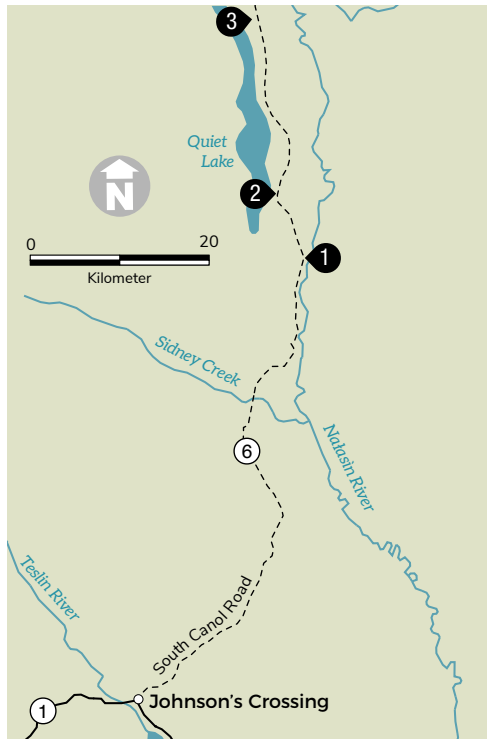 3
Quiet
Lake
N
2
0 20
Kilometer
1
Sidney Creek
6
Nałasin River
Teslin River
South Canol Road
Johnson's Crossing
1